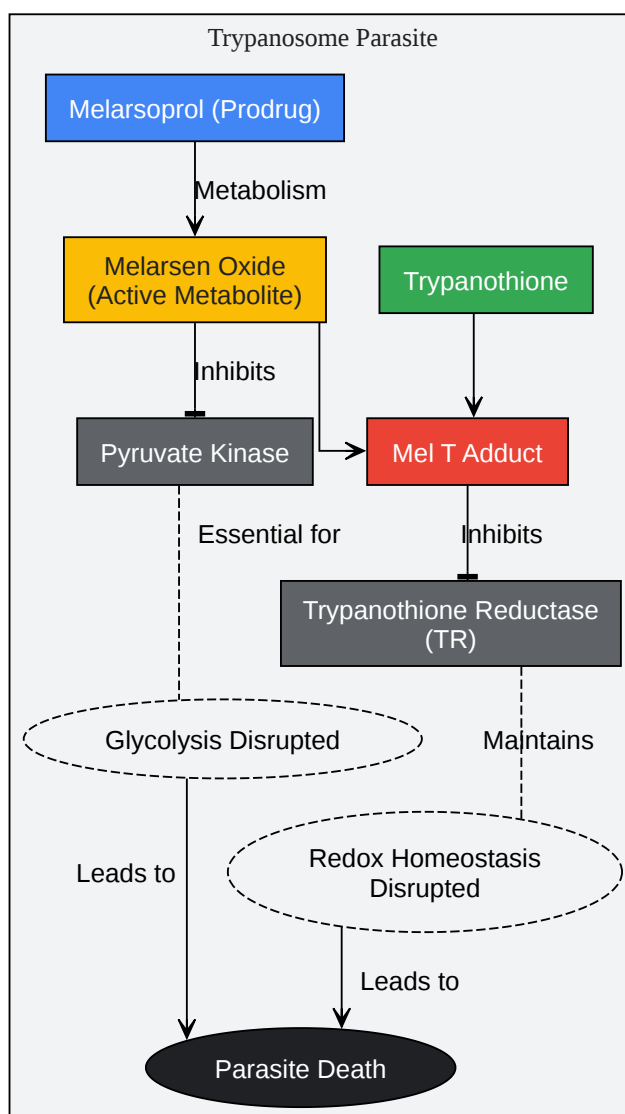 Trypanosome Parasite
Melarsoprol (Prodrug)
Metabolism
Melarsen Oxide
(Active Metabolite)
Trypanothione
Inhibits
Pyruvate Kinase
Mel T Adduct
Essential for
Inhibits
Trypanothione Reductase
(TR)
Glycolysis Disrupted
Maintains
Redox Homeostasis
Disrupted
Leads to
Leads to
Parasite Death